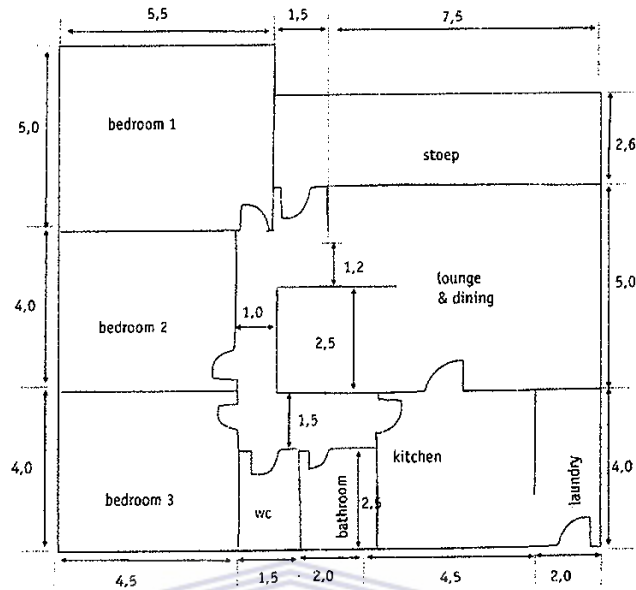 5,5
1,5
7,5
5,0
bedroom 1
stoep
2,6
4,0
bedroom 2
1,0
1,2
2,5
lounge
& dining
5,0
4,0
bedroom 3
wc
1,5
bathroom
2,5
kitchen
laundry
4,0
4,5
1,5
2,0
4,5
2,0